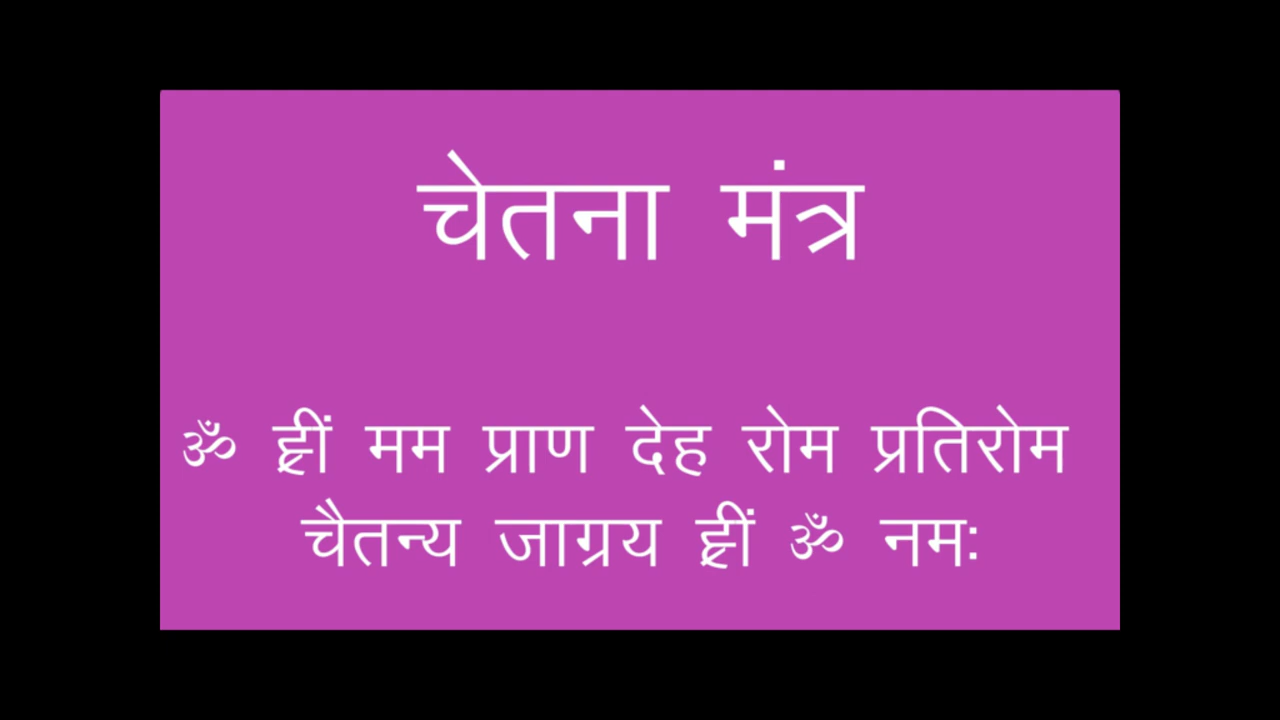 चेतना मंत्र
ॐ ह्रीं मम प्राण देह रोम प्रतिरोम
चैतन्य जाग्रय ह्रीं ॐ नमः